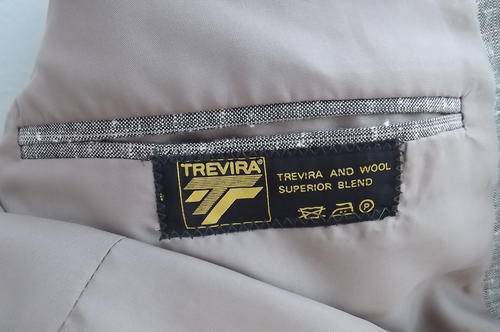 TREVIRA®
TREVIRA AND WOOL
SUPERIOR BLEND
P